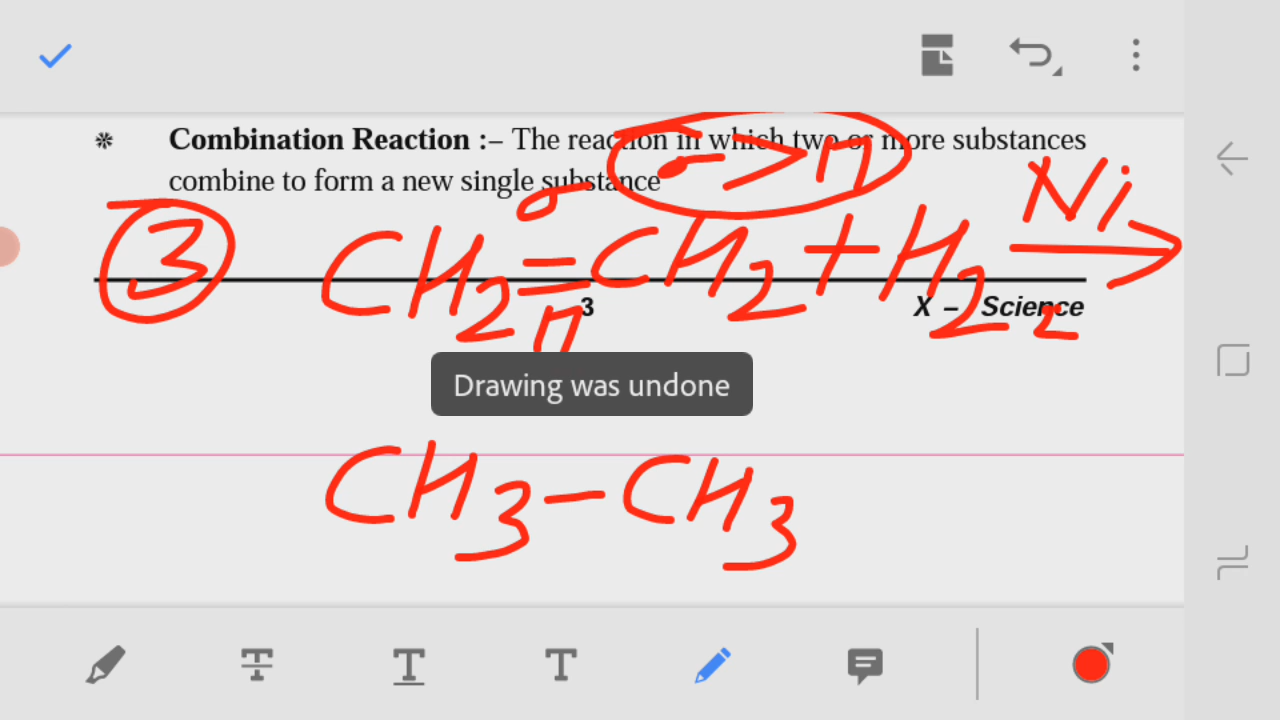 * Combination Reaction :– The reaction in which two or more substances
combine to form a new single substance
σ > π
σ
Ni
③ CH2 = CH2 + H2 →
π
2
3
X – Science
Drawing was undone
CH3 – CH3
T T T